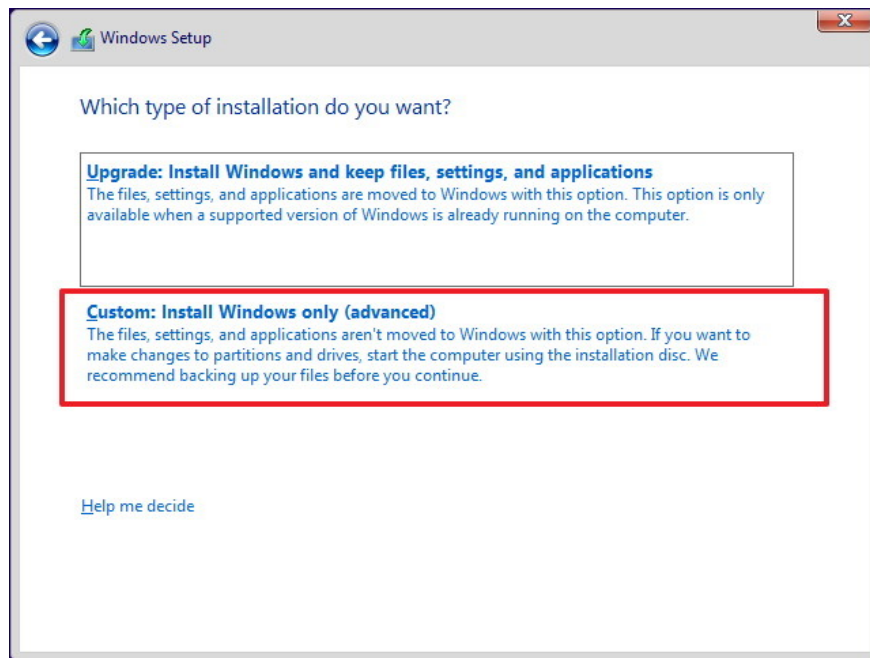 Windows Setup
Which type of installation do you want?
Upgrade: Install Windows and keep files, settings, and applications
The files, settings, and applications are moved to Windows with this option. This option is only
available when a supported version of Windows is already running on the computer.
Custom: Install Windows only (advanced)
The files, settings, and applications aren't moved to Windows with this option. If you want to
make changes to partitions and drives, start the computer using the installation disc. We
recommend backing up your files before you continue.
Help me decide